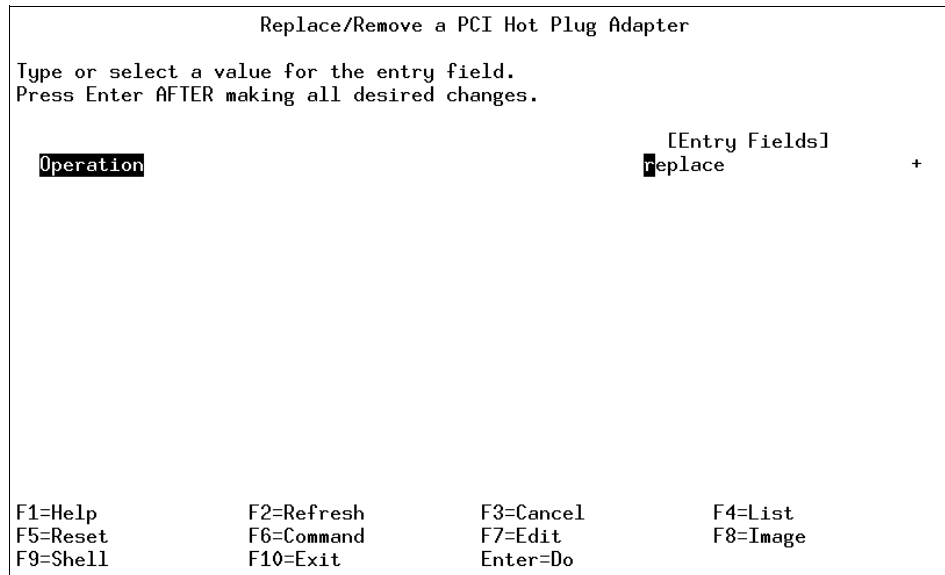 Replace/Remove a PCI Hot Plug Adapter
Type or select a value for the entry field.
Press Enter AFTER making all desired changes.
[Entry Fields]
Operation replace +
F1=Help F2=Refresh F3=Cancel F4=List
F5=Reset F6=Command F7=Edit F8=Image
F9=Shell F10=Exit Enter=Do